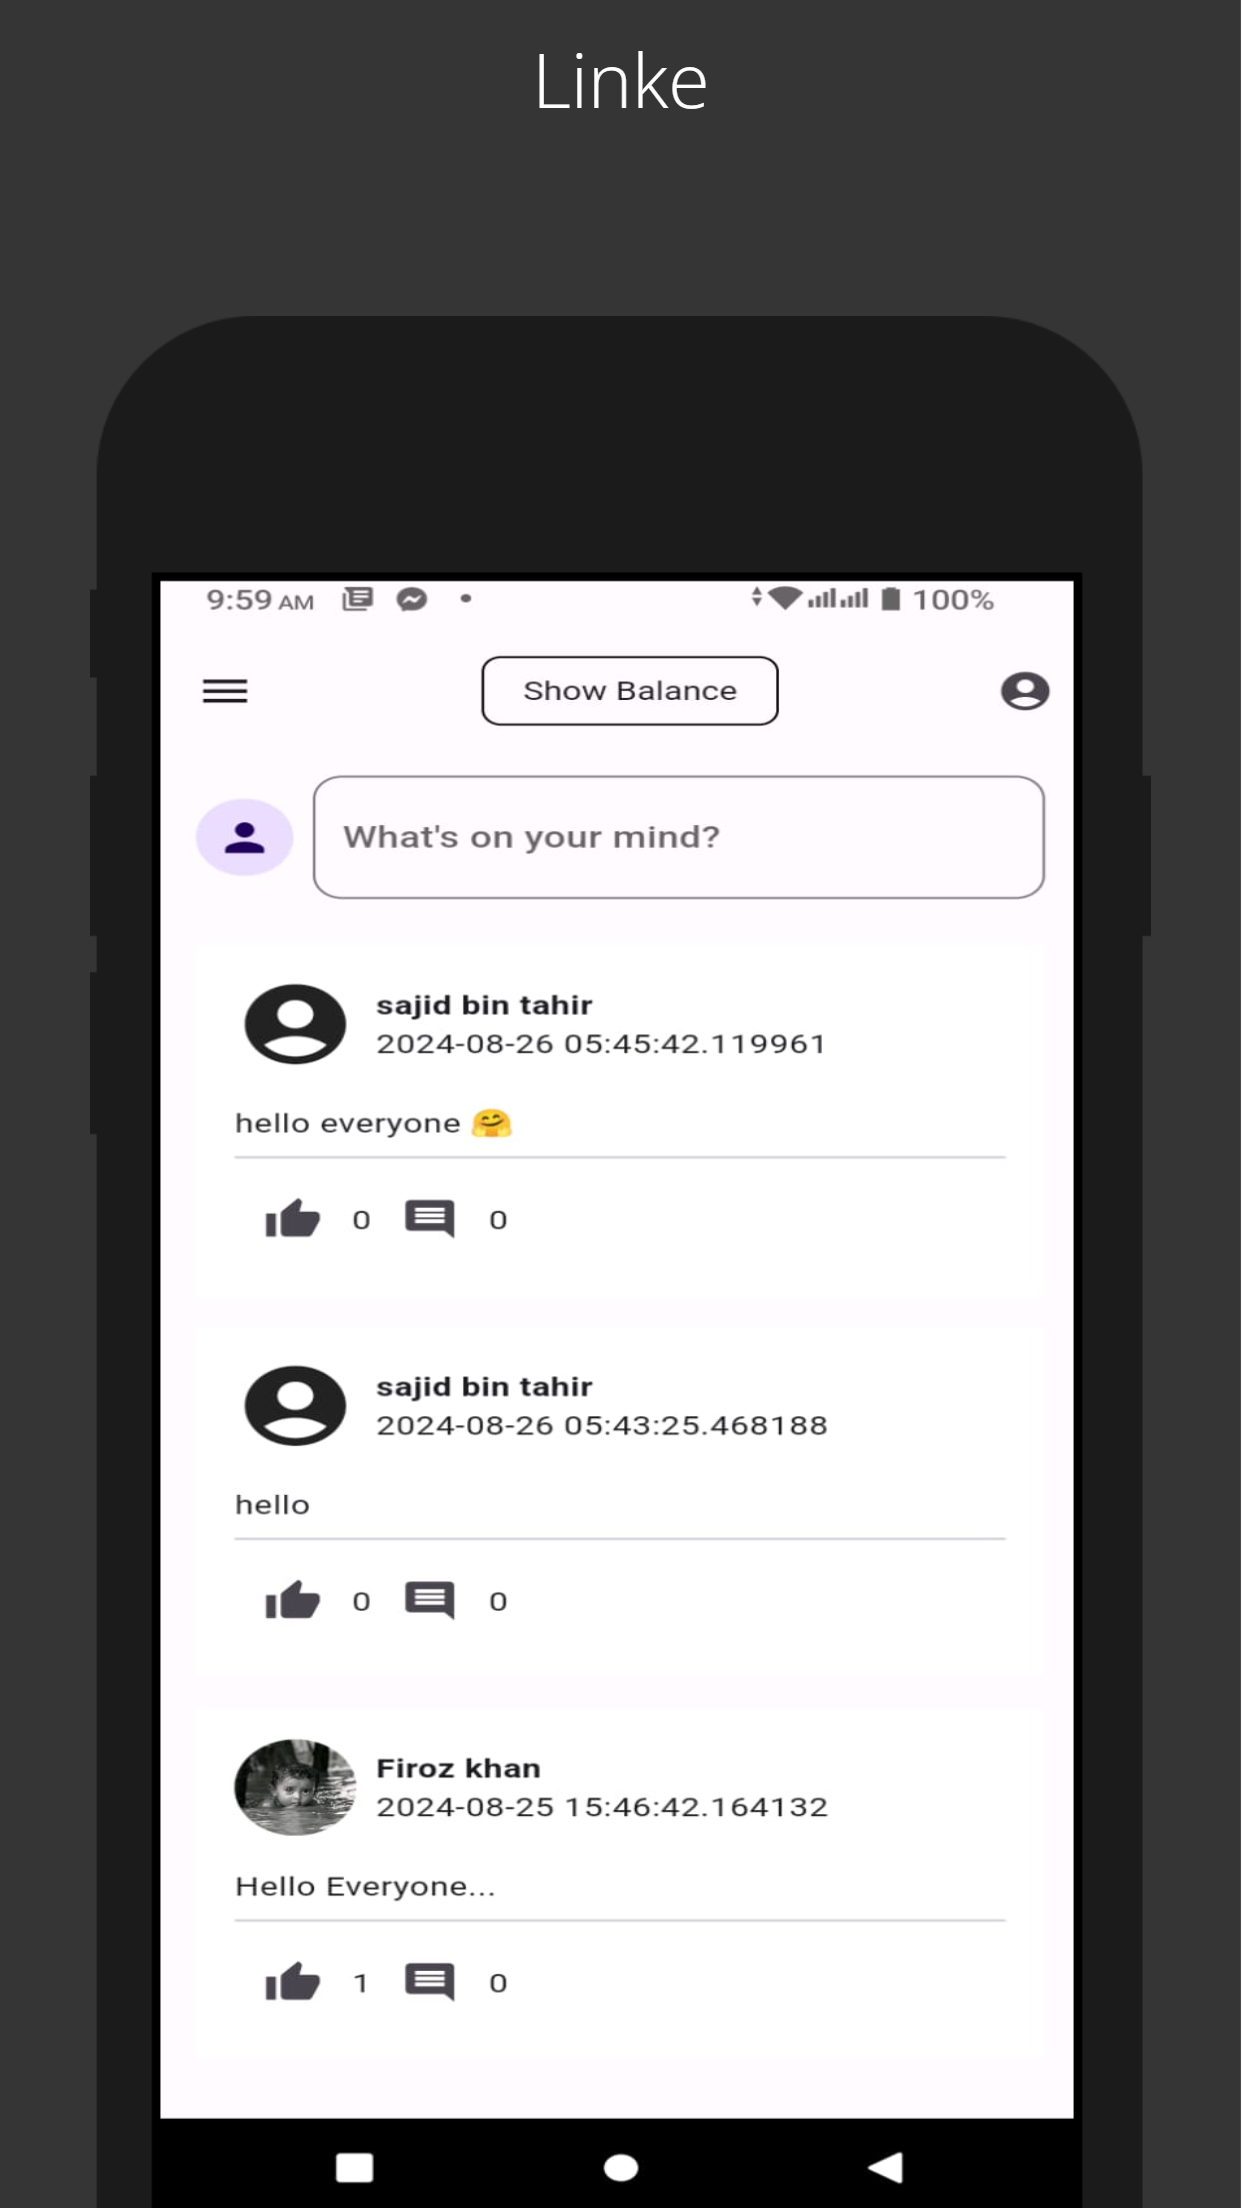 Linke
9:59 AM 100%
Show Balance
What's on your mind?
sajid bin tahir
2024-08-26 05:45:42.119961
hello everyone 🤗
0 0
sajid bin tahir
2024-08-26 05:43:25.468188
hello
0 0
Firoz khan
2024-08-25 15:46:42.164132
Hello Everyone...
1 0